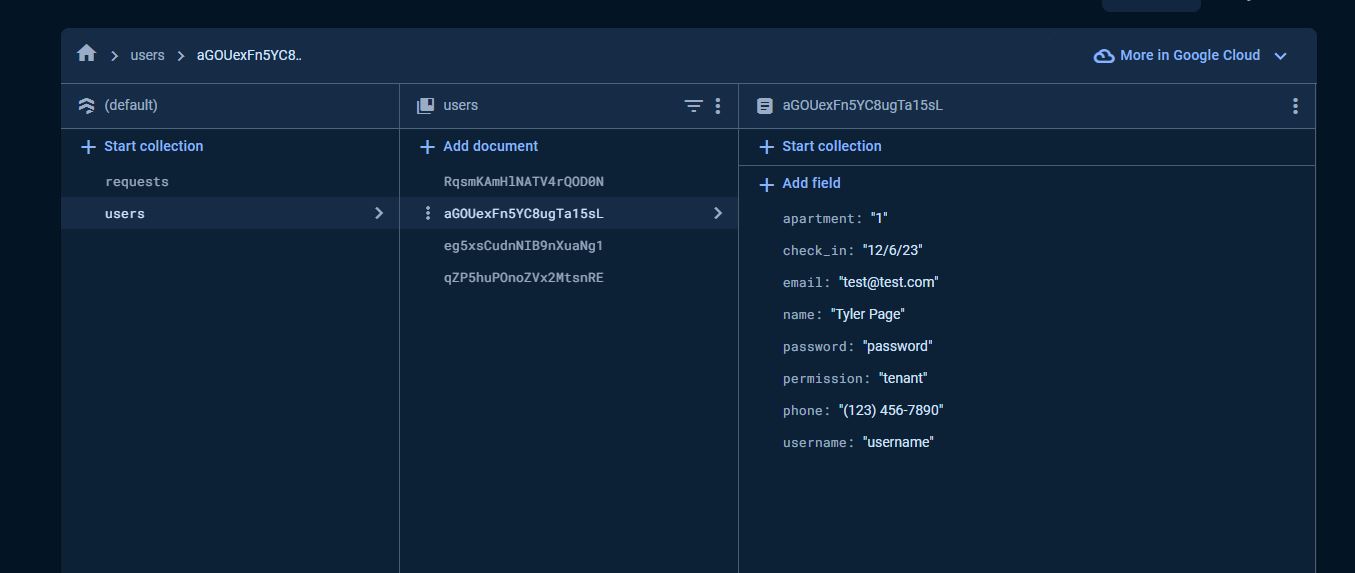 users
aGOUexFn5YC8..
More in Google Cloud
(default)
users
aGOUexFn5YC8ugTa15sL
Start collection
Add document
Start collection
requests
users
RqsmKAmHlNATV4rQOD0N
aGOUexFn5YC8ugTa15sL
eg5xsCudnNIB9nXuaNg1
qZP5huPOnoZVx2MtsnRE
Add field
apartment: "1"
check_in: "12/6/23"
email: "test@test.com"
name: "Tyler Page"
password: "password"
permission: "tenant"
phone: "(123) 456-7890"
username: "username"